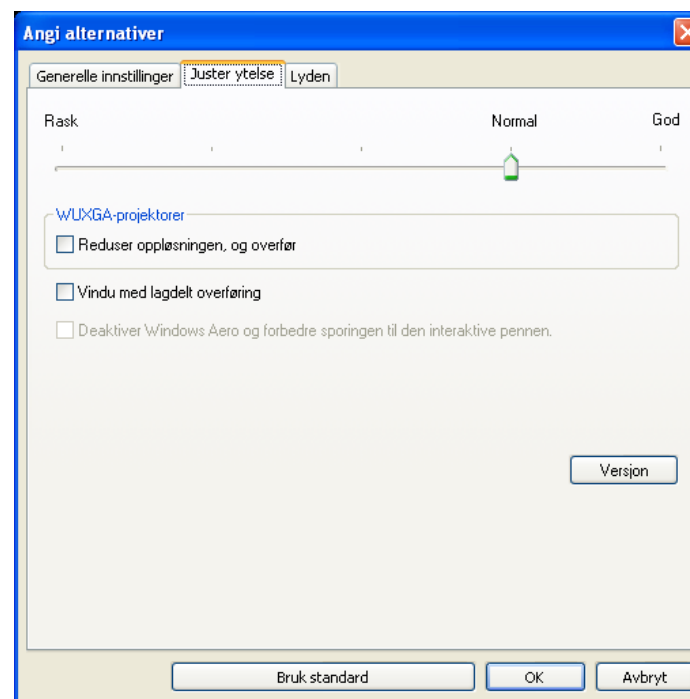 Angi alternativer
Generelle innstillinger Juster ytelse Lyden
Rask Normal God
WUXGA-projektorer
Reduser oppløsningen, og overfør
Vindu med lagdelt overføring
Deaktiver Windows Aero og forbedre sporingen til den interaktive pennen.
Versjon
Bruk standard OK Avbryt